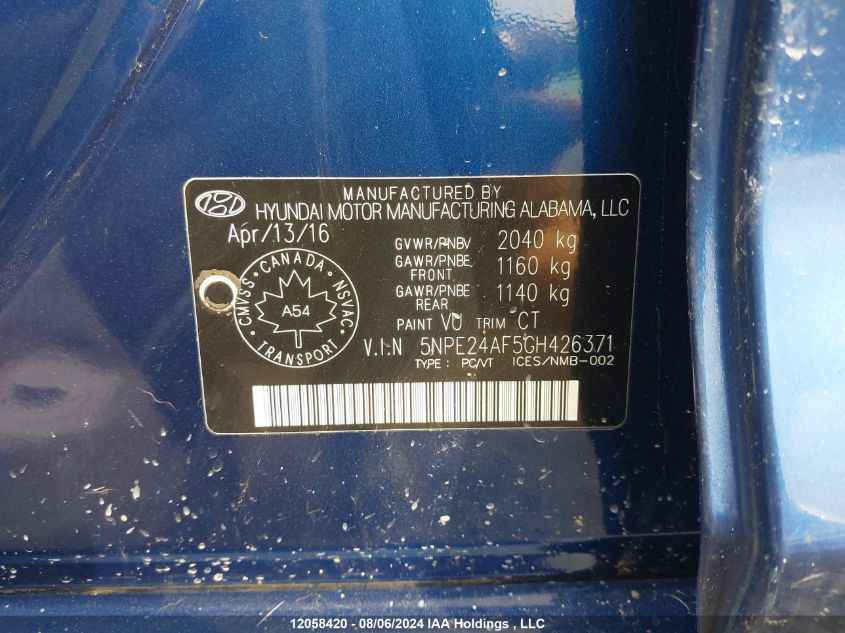 MANUFACTURED BY
HYUNDAI MOTOR MANUFACTURING ALABAMA, LLC
Apr/13/16
GVWR/PNBV 2040 kg
GAWR/PNBE FRONT 1160 kg
GAWR/PNBE REAR 1140 kg
CANADA
CMVSS NSVAC
A54
TRANSPORT
PAINT VU TRIM CT
V.I.N 5NPE24AF5GH426371
TYPE : PC/VT ICES/NMB-002
12058420 - 08/06/2024 IAA Holdings , LLC